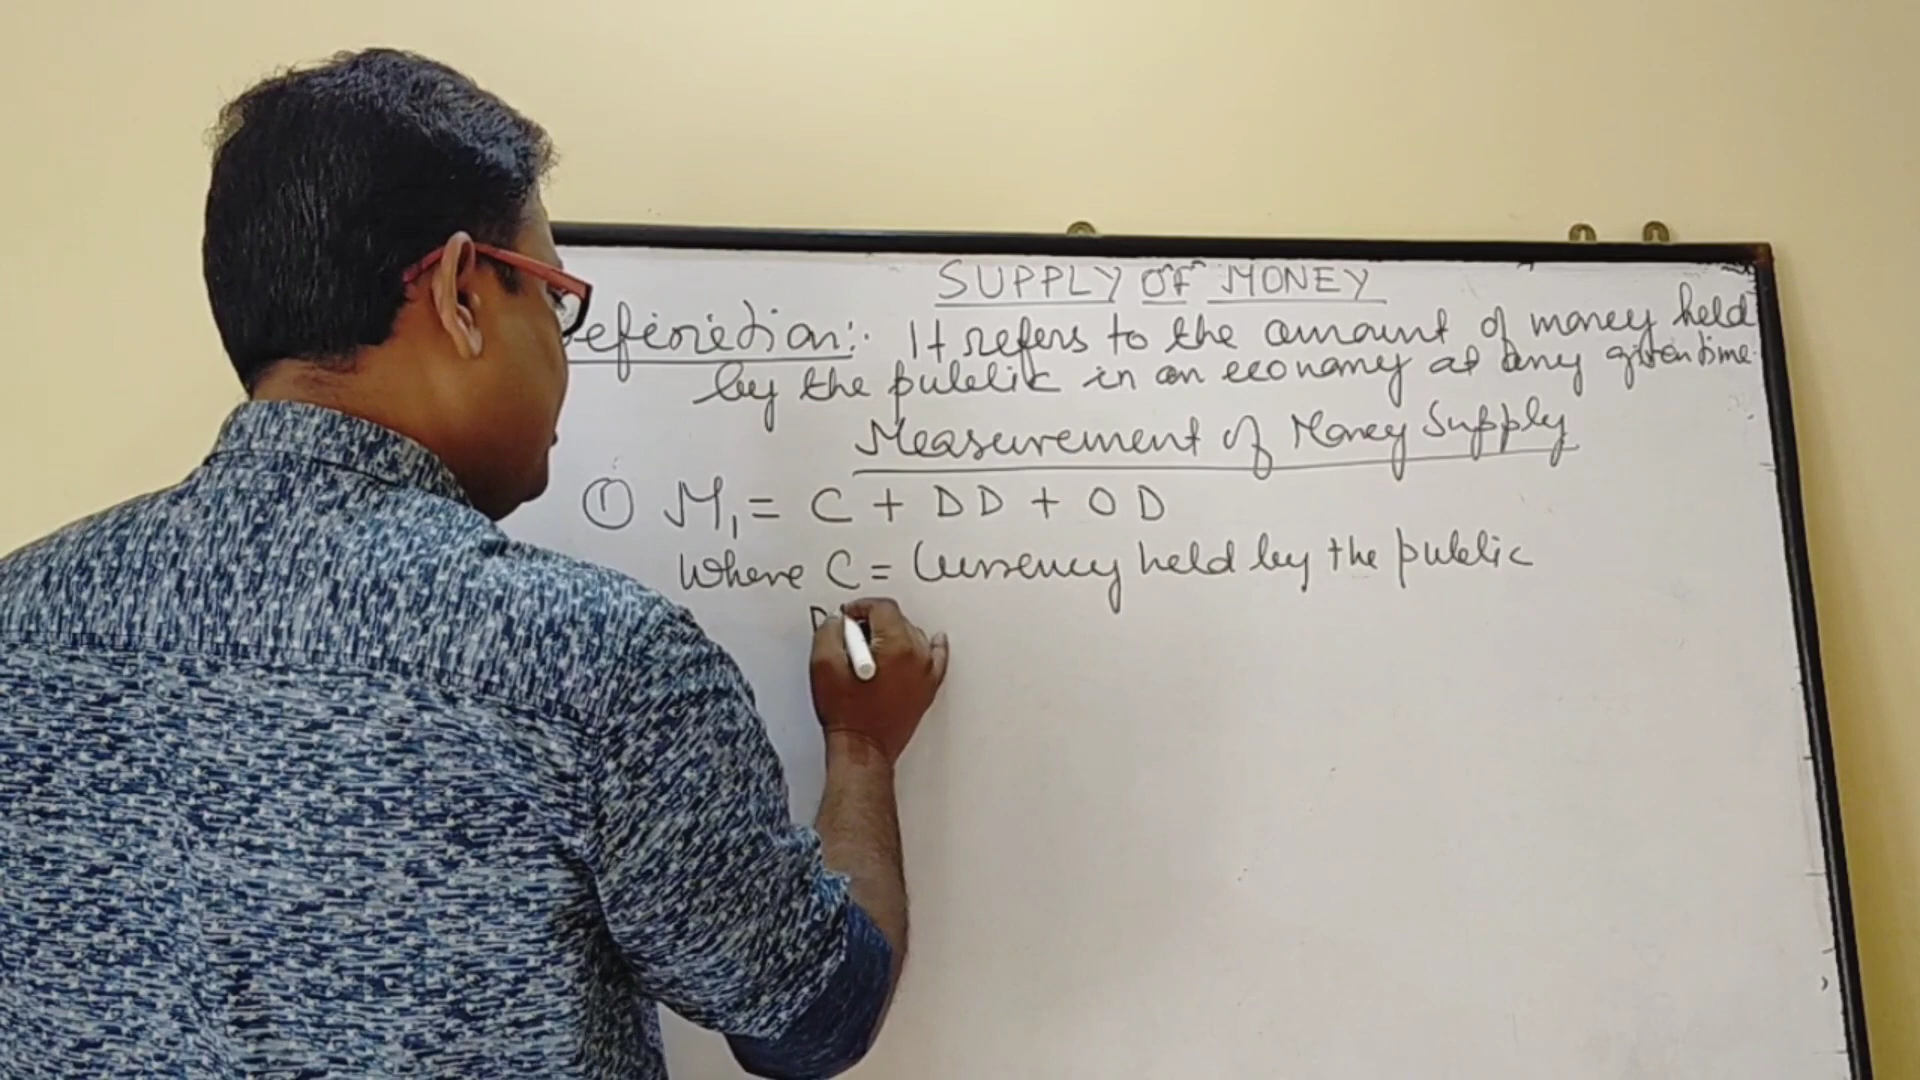 SUPPLY OF MONEY
Definition:- It refers to the amount of money held
by the public in an economy at any given time.
Measurement of Money Supply
① M₁ = C + DD + OD
Where C = Currency held by the public
D